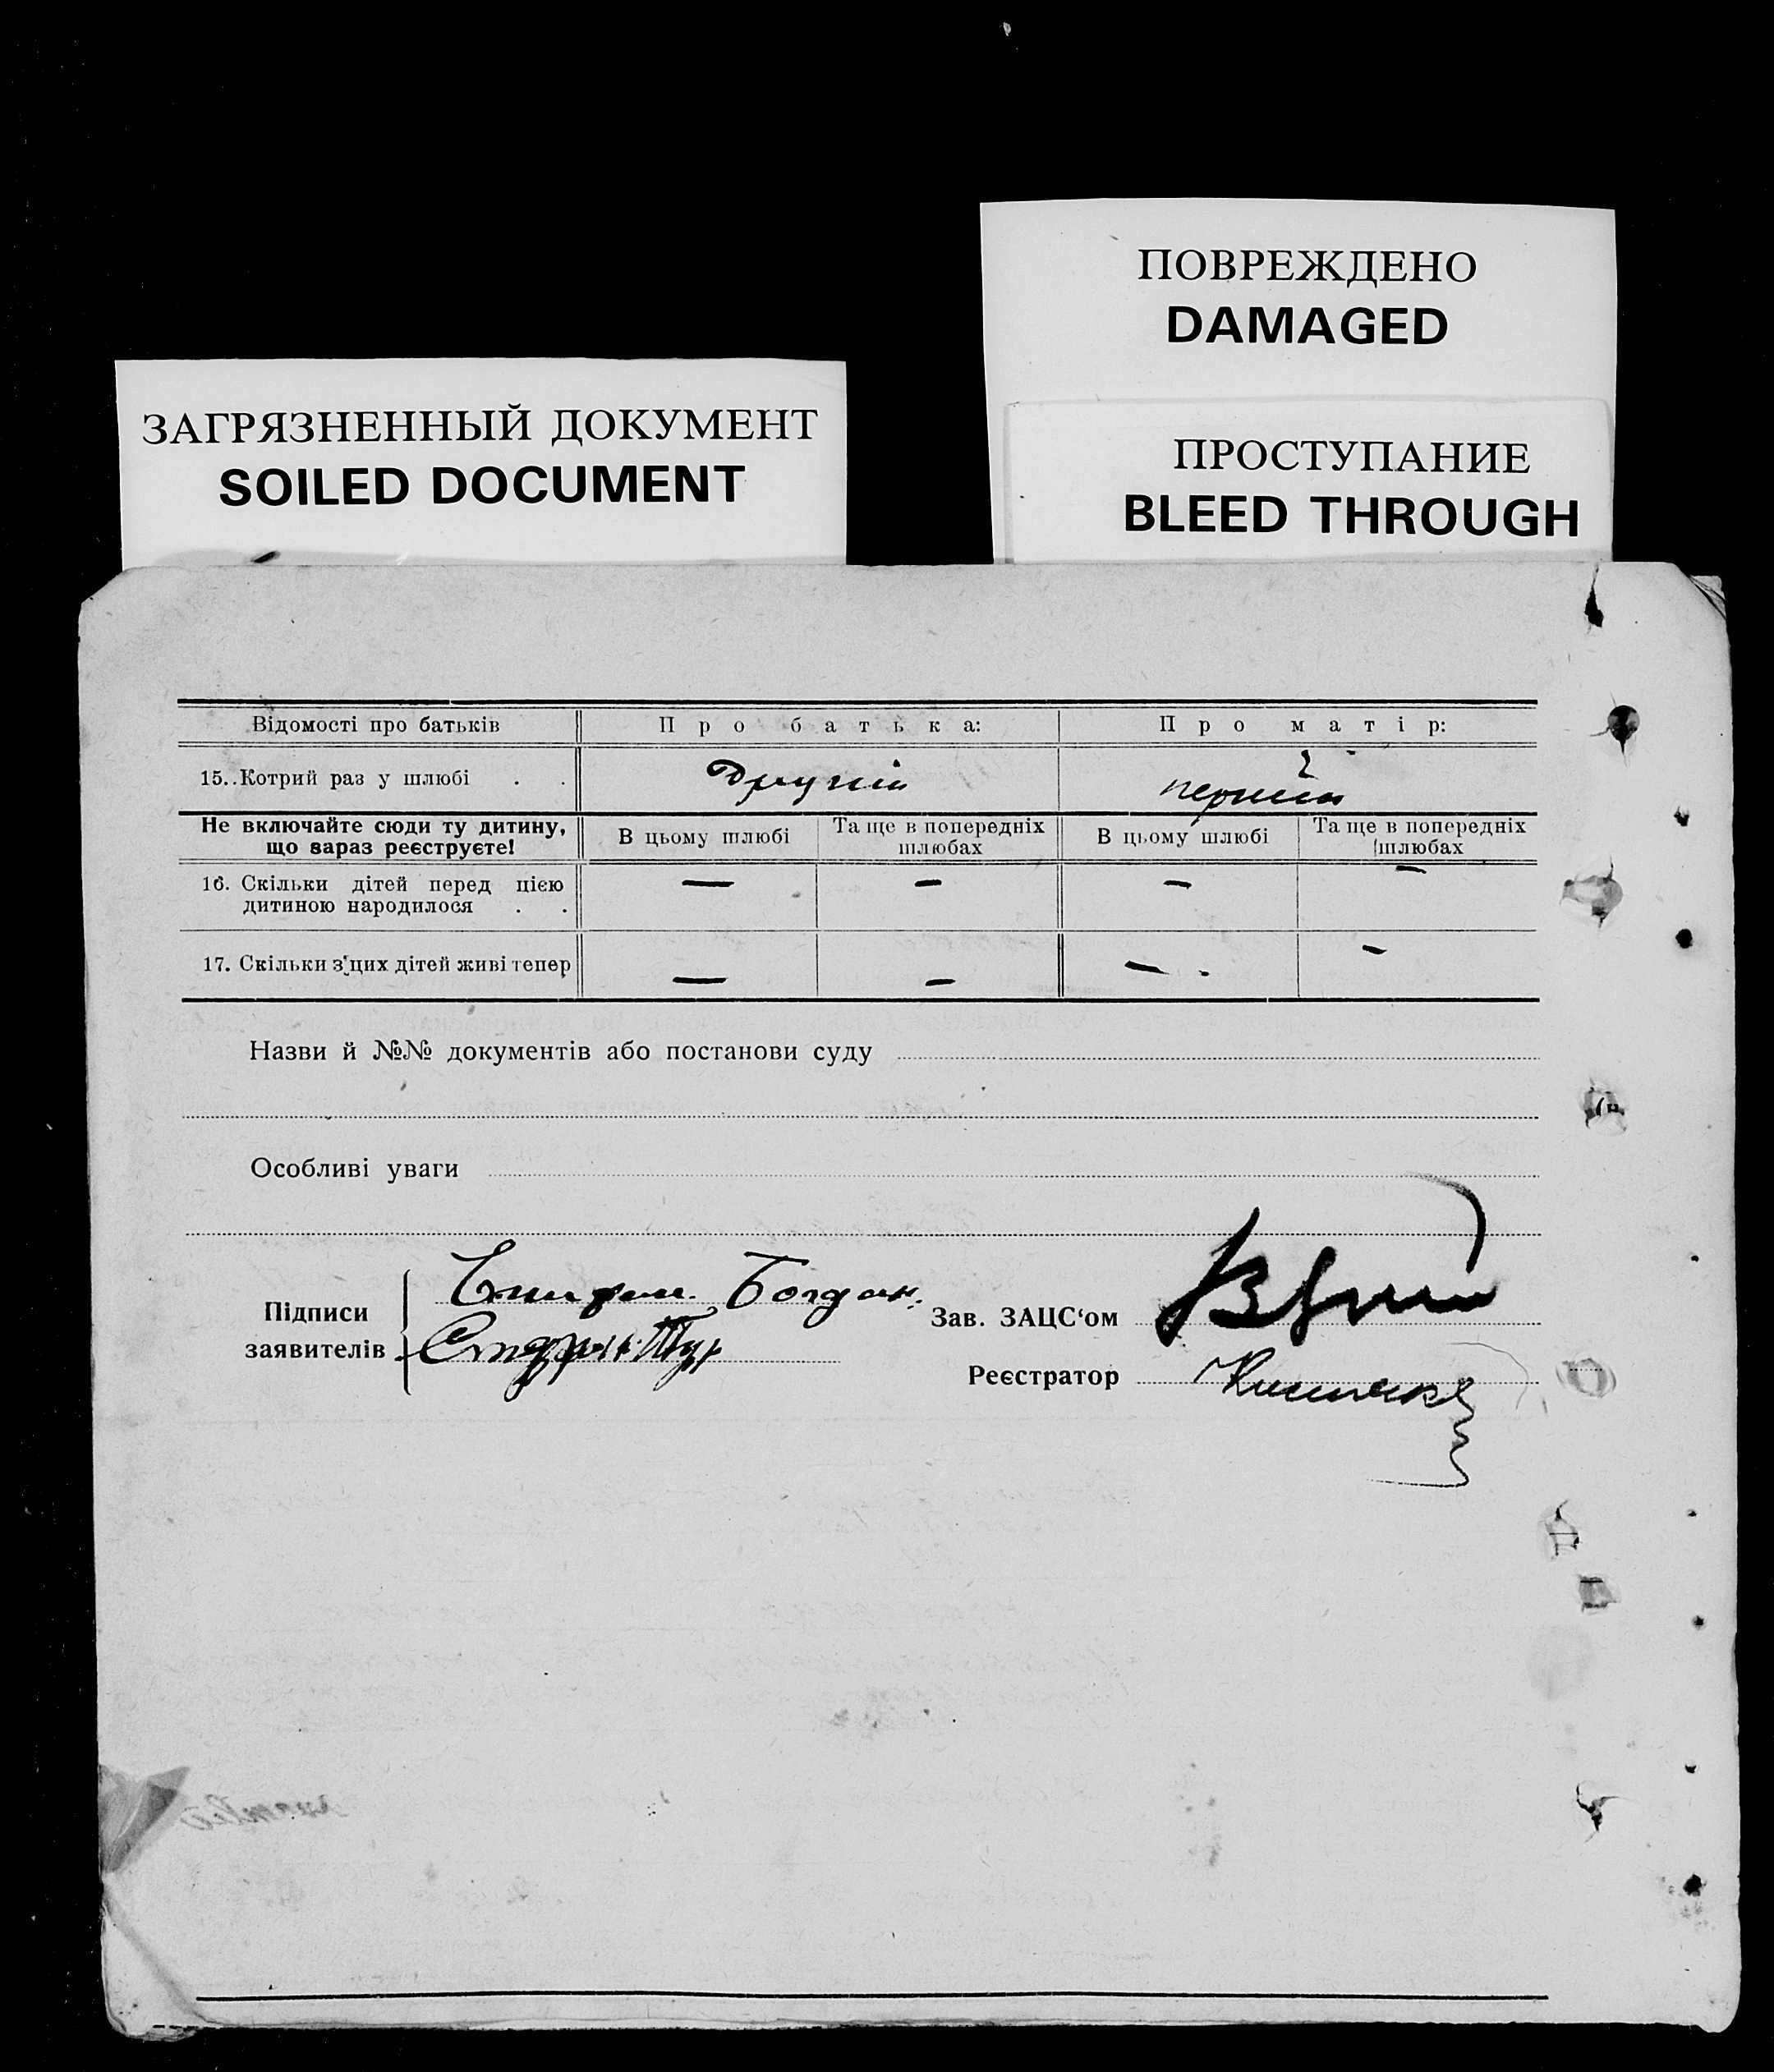 ПОВРЕЖДЕНО
DAMAGED
ЗАГРЯЗНЕННЫЙ ДОКУМЕНТ
SOILED DOCUMENT
ПРОСТУПАНИЕ
BLEED THROUGH
Відомості про батьків
Про батька:
Про матір:
15. Котрий раз у шлюбі . .
Другий
первий
Не включайте сюди ту дитину,
що зараз реєструєте!
В цьому шлюбі
Та ще в попередніх
шлюбах
В цьому шлюбі
Та ще в попередніх
шлюбах
16. Скільки дітей перед цією
дитиною народилося . .
— — — —
17. Скільки з'цих дітей живі тепер
— — — —
Назви й №№ документів або постанови суду
Особливі уваги
Підписи
заявителів
Богдан
Зав. ЗАЦС‘ом
Реєстратор